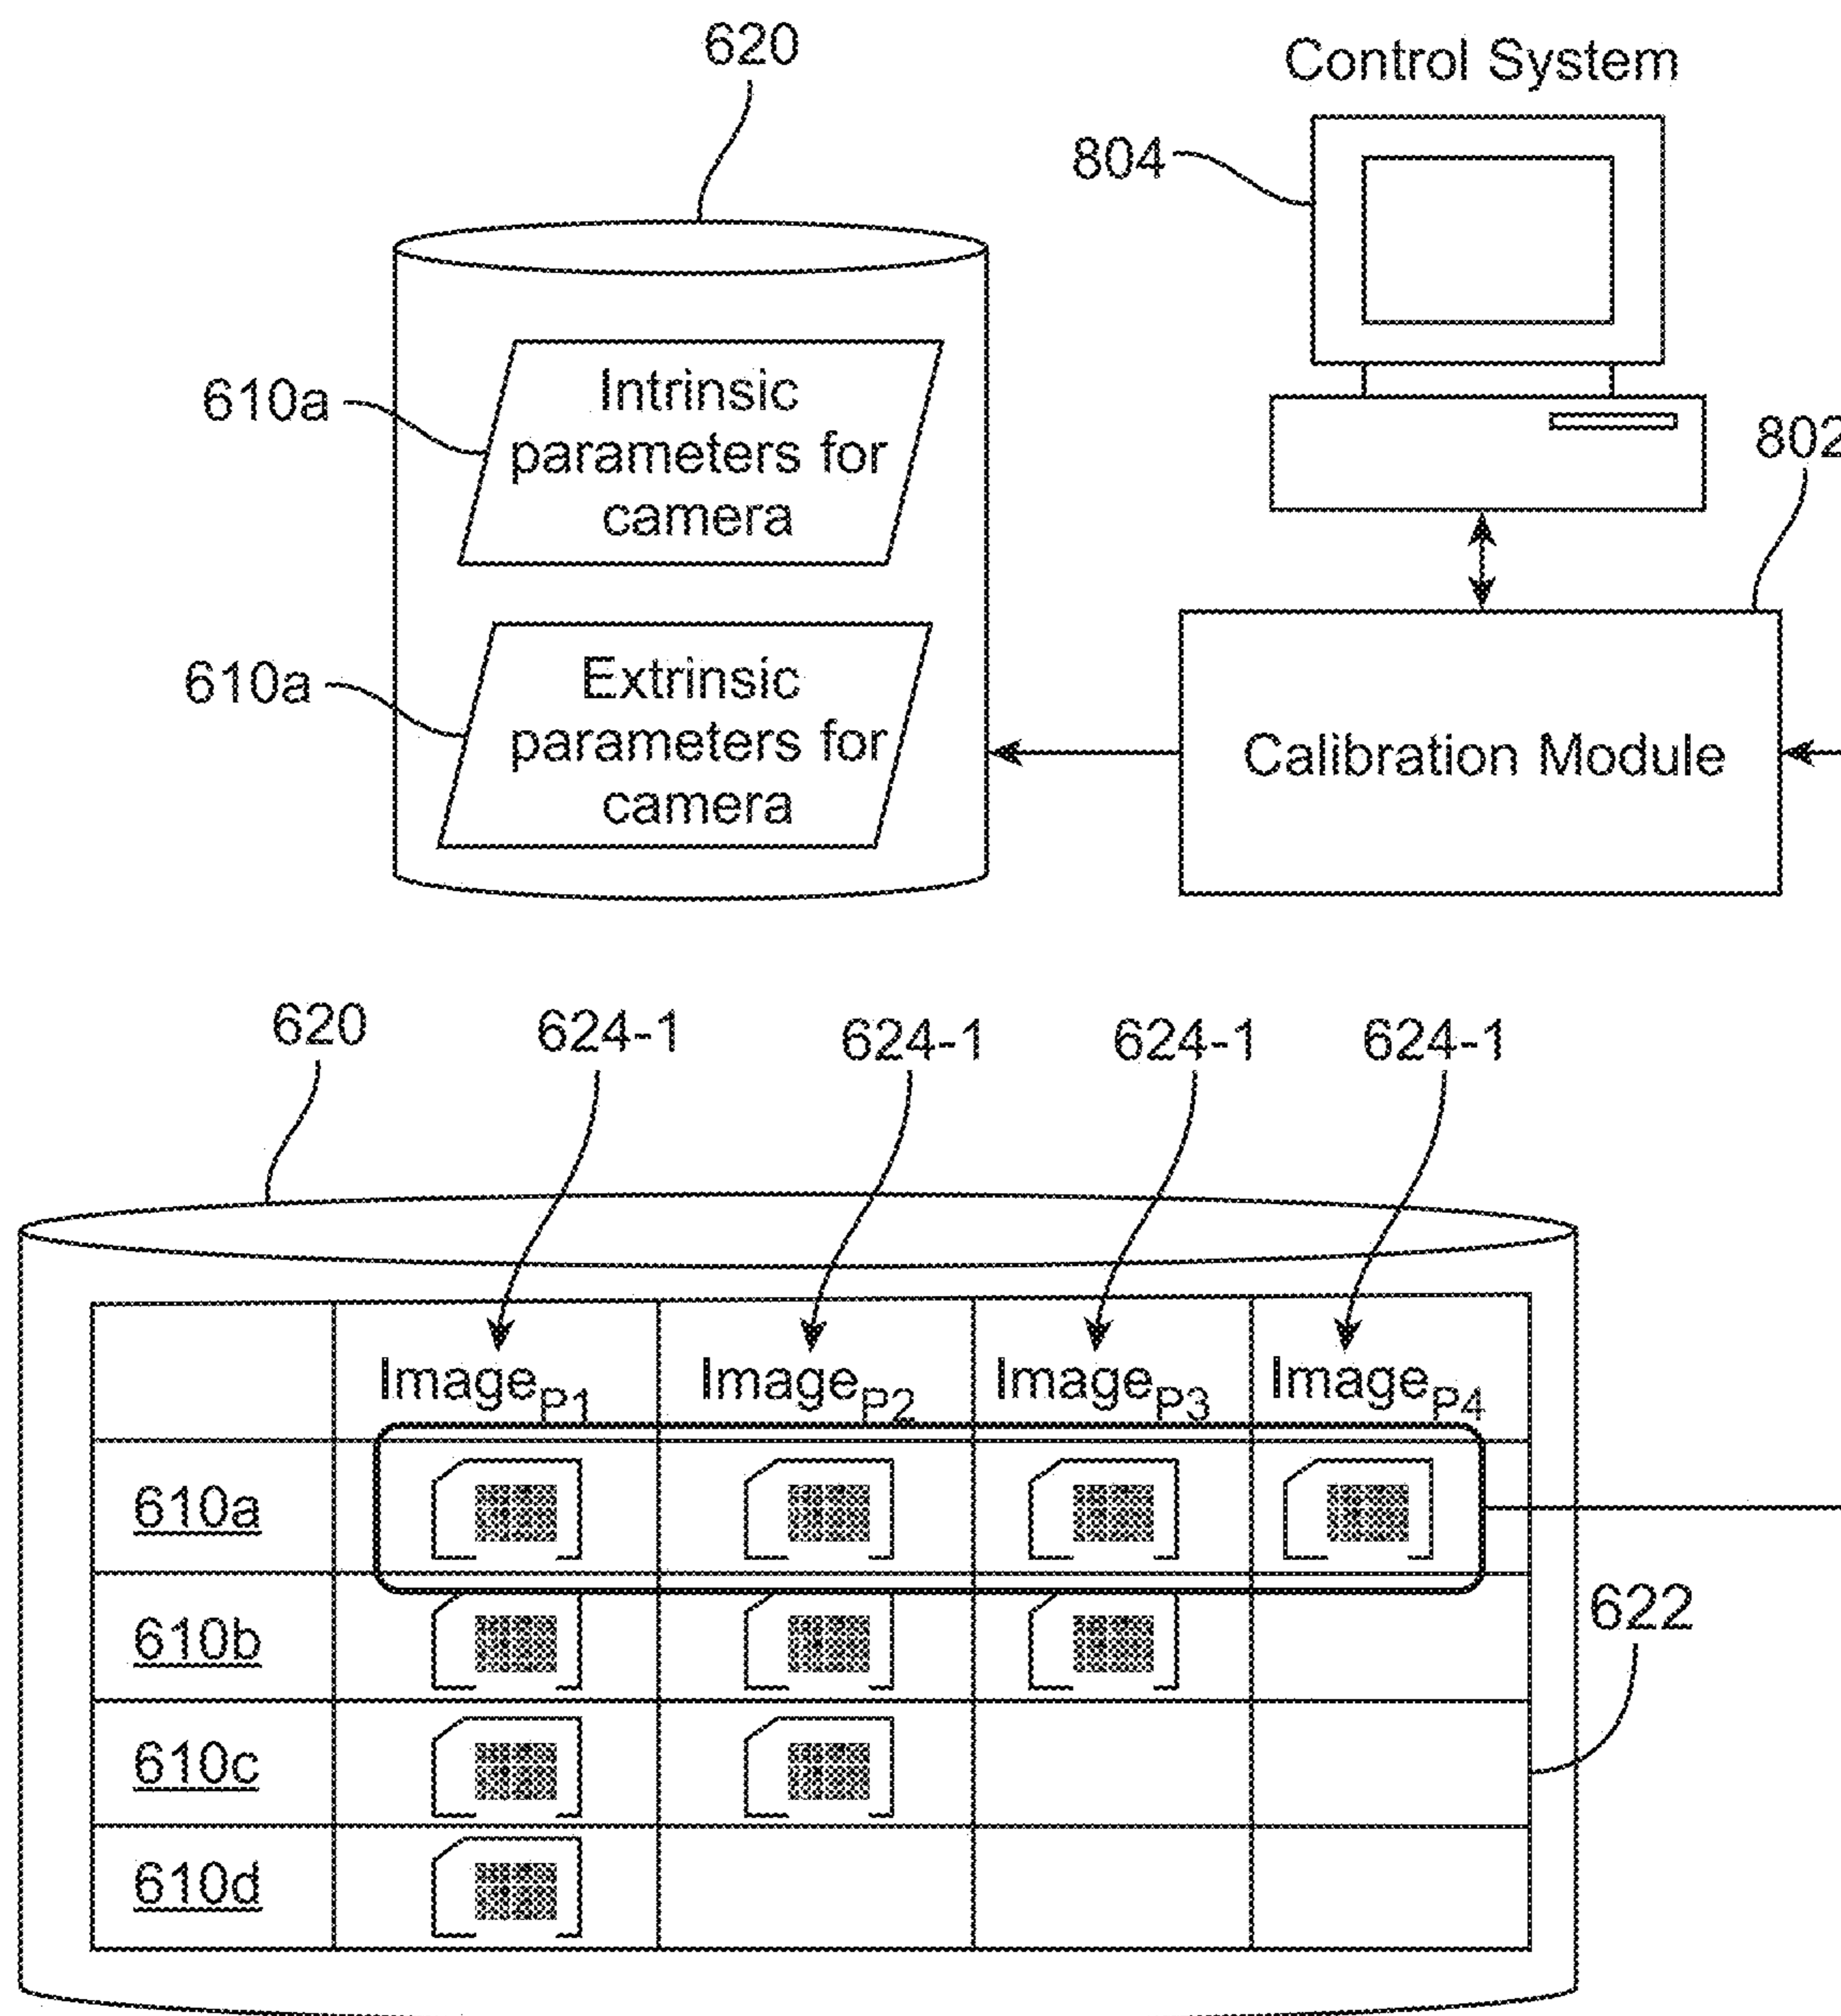 620
Control System
804
610a
Intrinsic
parameters for
camera
802
610a
Extrinsic
parameters for
camera
Calibration Module
620
624-1
624-1
624-1
624-1
ImageP1
ImageP2
ImageP3
ImageP4
610a
610b
622
610c
610d